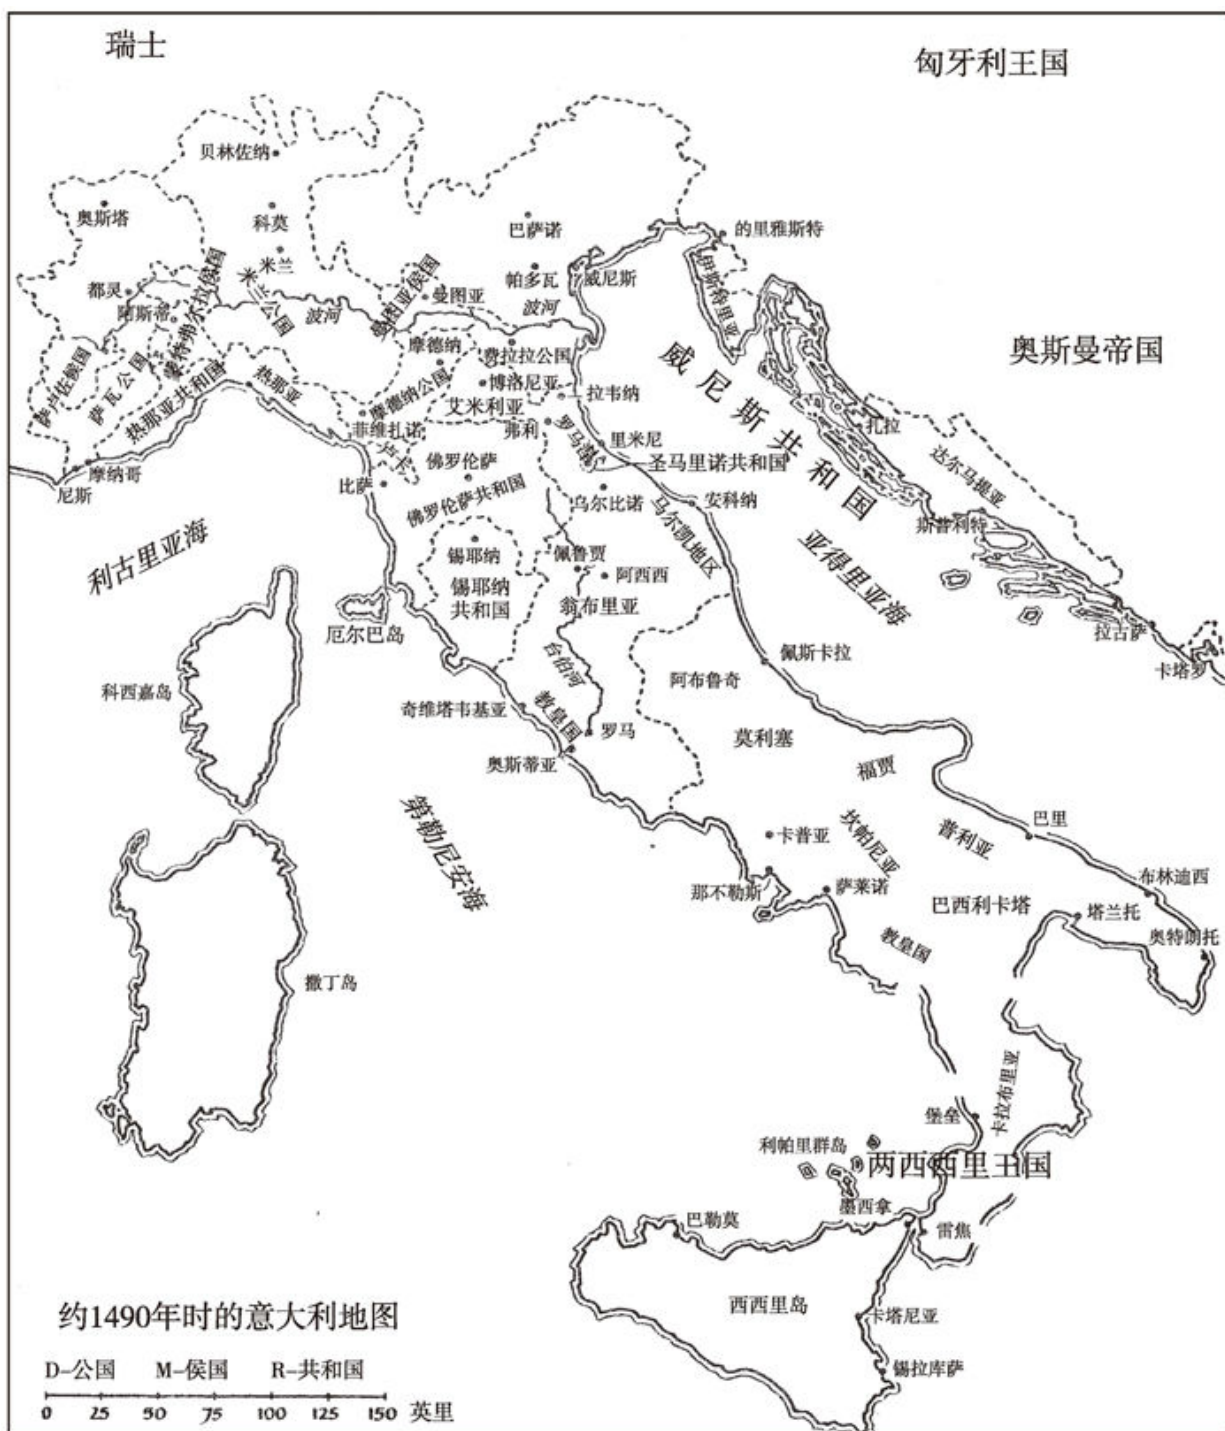 瑞士
匈牙利王国
贝林佐纳
奥斯塔
科莫
巴萨诺
的里雅斯特
米兰
帕多瓦
威尼斯
伊斯特里亚
都灵
陌斯蒂
蒙特弗尔拉侯国
米兰公国
曼图亚侯国
曼图亚
波河
波河
奥斯曼帝国
摩德纳
费拉拉公国
威尼斯共和国
萨卢佐侯国
萨瓦公国
热那亚共和国
热那亚
摩德纳公国
博洛尼亚
艾米利亚
拉韦纳
菲维扎诺
弗利
里米尼
扎拉
卢卡
佛罗伦萨
圣马里诺共和国
达尔马提亚
摩纳哥
尼斯
比萨
佛罗伦萨共和国
乌尔比诺
安科纳
马尔凯地区
斯普利特
利古里亚海
亚得里亚海
锡耶纳
佩鲁贾
阿西西
锡耶纳
共和国
翁布里亚
厄尔巴岛
拉古萨
台伯河
佩斯卡拉
卡塔罗
科西嘉岛
阿布鲁奇
奇维塔韦基亚
教皇国
罗马
莫利塞
奥斯蒂亚
福贾
第勒尼安海
卡普亚
坎帕尼亚
普利亚
巴里
那不勒斯
萨莱诺
布林迪西
巴西利卡塔
塔兰托
教皇国
奥特朗托
撒丁岛
卡拉布里亚
堡垒
利帕里群岛
两西西里王国
墨西拿
巴勒莫
雷焦
西西里岛
卡塔尼亚
锡拉库萨
约1490年时的意大利地图
D–公国 M–侯国 R–共和国
0 25 50 75 100 125 150 英里